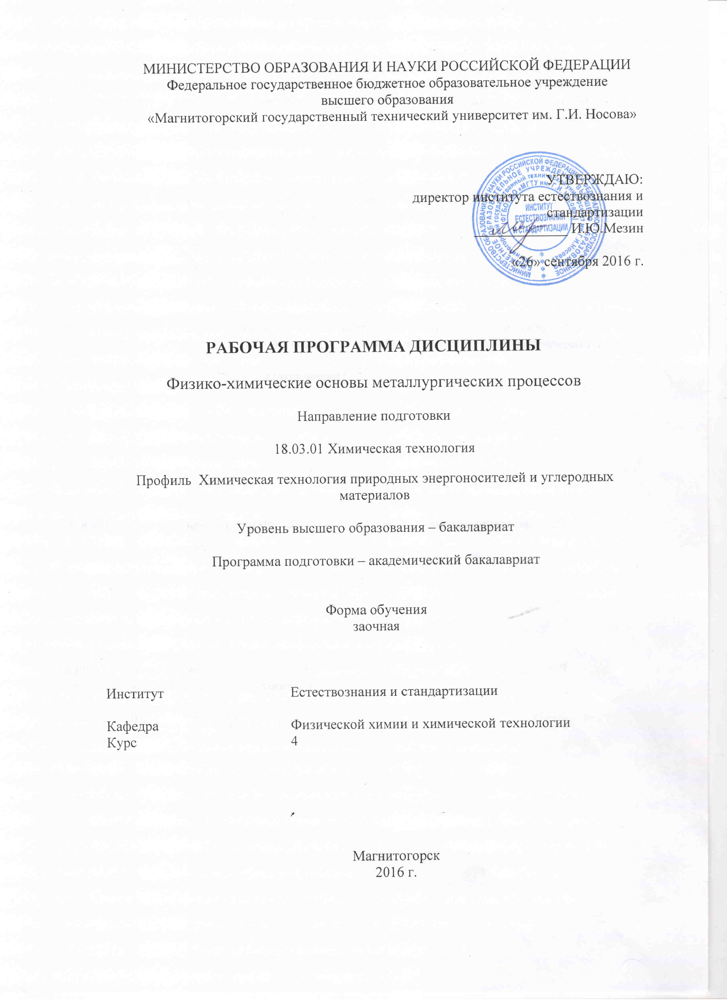 МИНИСТЕРСТВО ОБРАЗОВАНИЯ И НАУКИ РОССИЙСКОЙ ФЕДЕРАЦИИ
Федеральное государственное бюджетное образовательное учреждение
высшего образования
«Магнитогорский государственный технический университет им. Г.И. Носова»
УТВЕРЖДАЮ:
директор института естествознания и
стандартизации
И.Ю.Мезин
«26» сентября 2016 г.
ИНСТИТУТ
ЕСТЕСТВОЗНАНИЯ
И СТАНДАРТИЗАЦИИ
РАБОЧАЯ ПРОГРАММА ДИСЦИПЛИНЫ
Физико-химические основы металлургических процессов
Направление подготовки
18.03.01 Химическая технология
Профиль Химическая технология природных энергоносителей и углеродных
материалов
Уровень высшего образования – бакалавриат
Программа подготовки – академический бакалавриат
Форма обучения
заочная
Институт Естествознания и стандартизации
Кафедра Физической химии и химической технологии
Курс 4
Магнитогорск
2016 г.